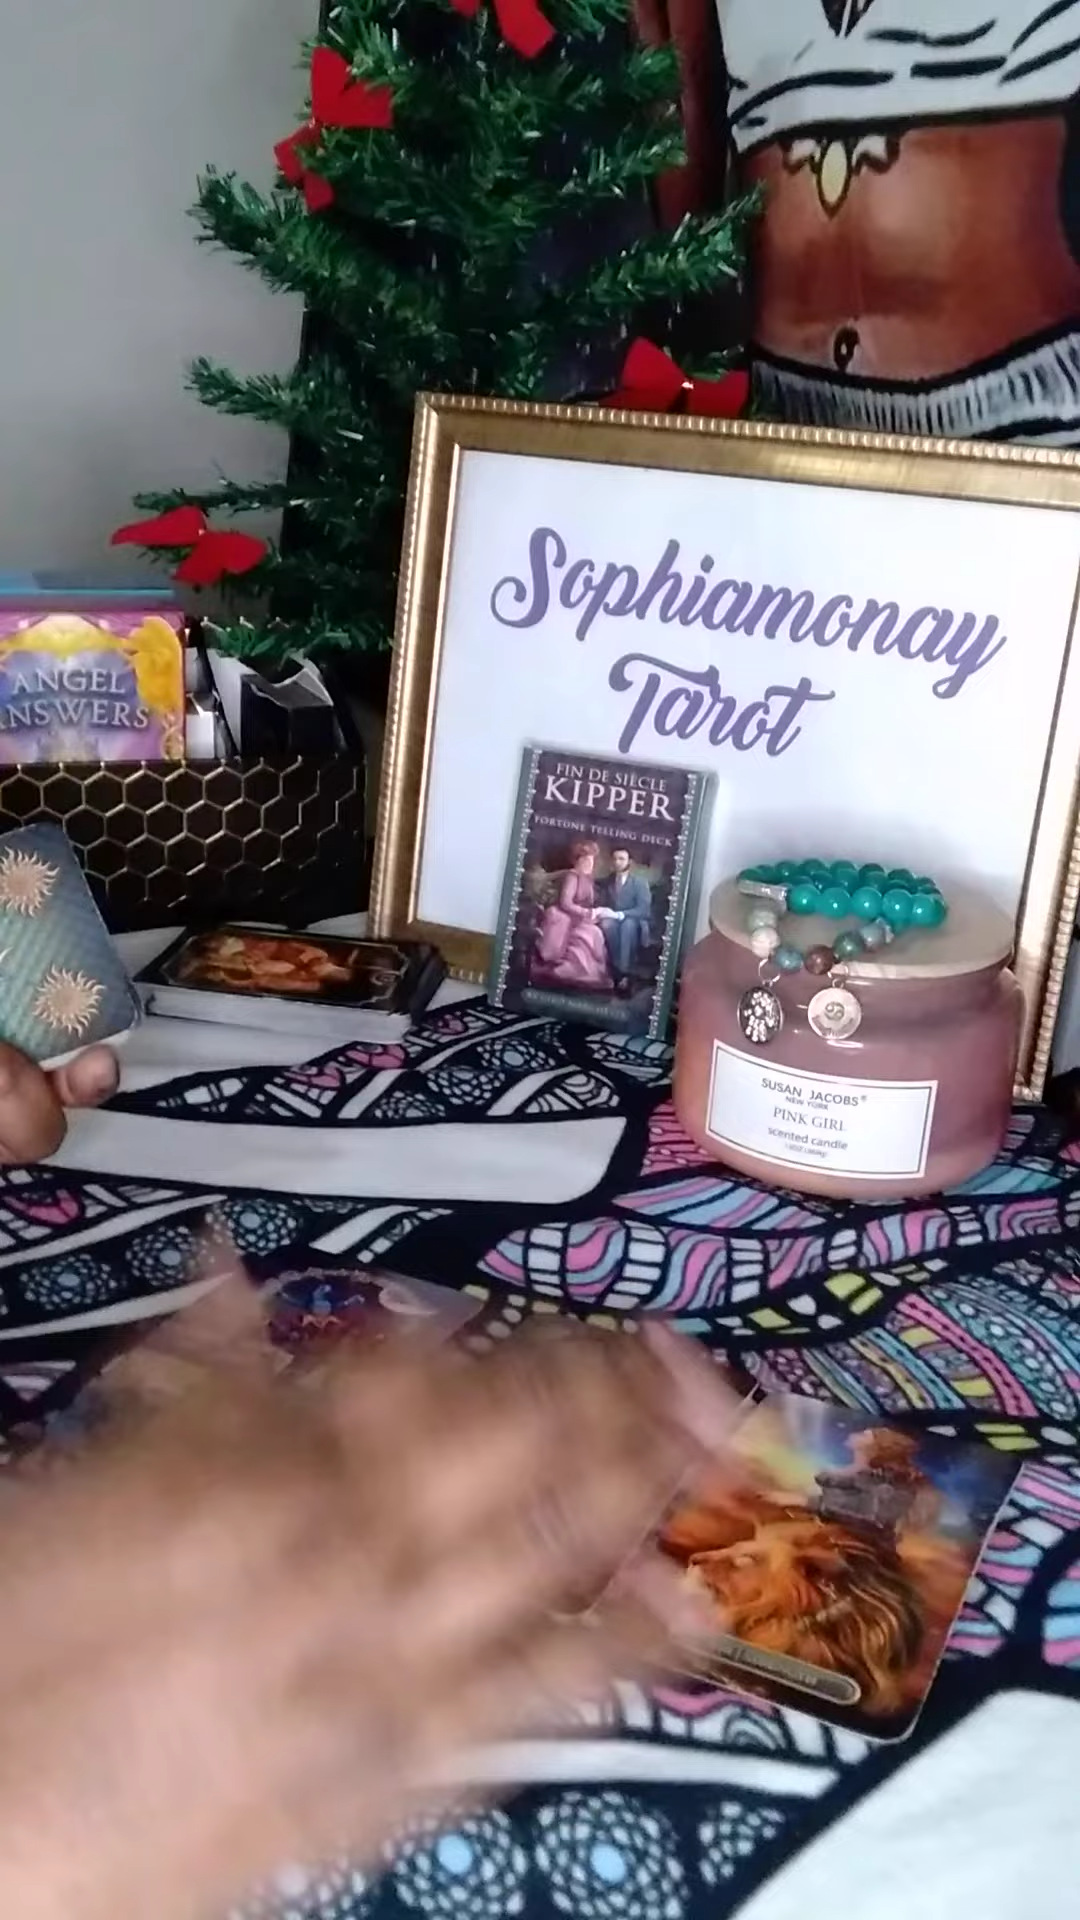 Sophiamonay
Tarot
ANGEL
ANSWERS
FIN DE SIÈCLE
KIPPER
FORTUNE TELLING DECK
SUSAN JACOBS®
NEW YORK
PINK GIRL
scented candle
STRENGTH